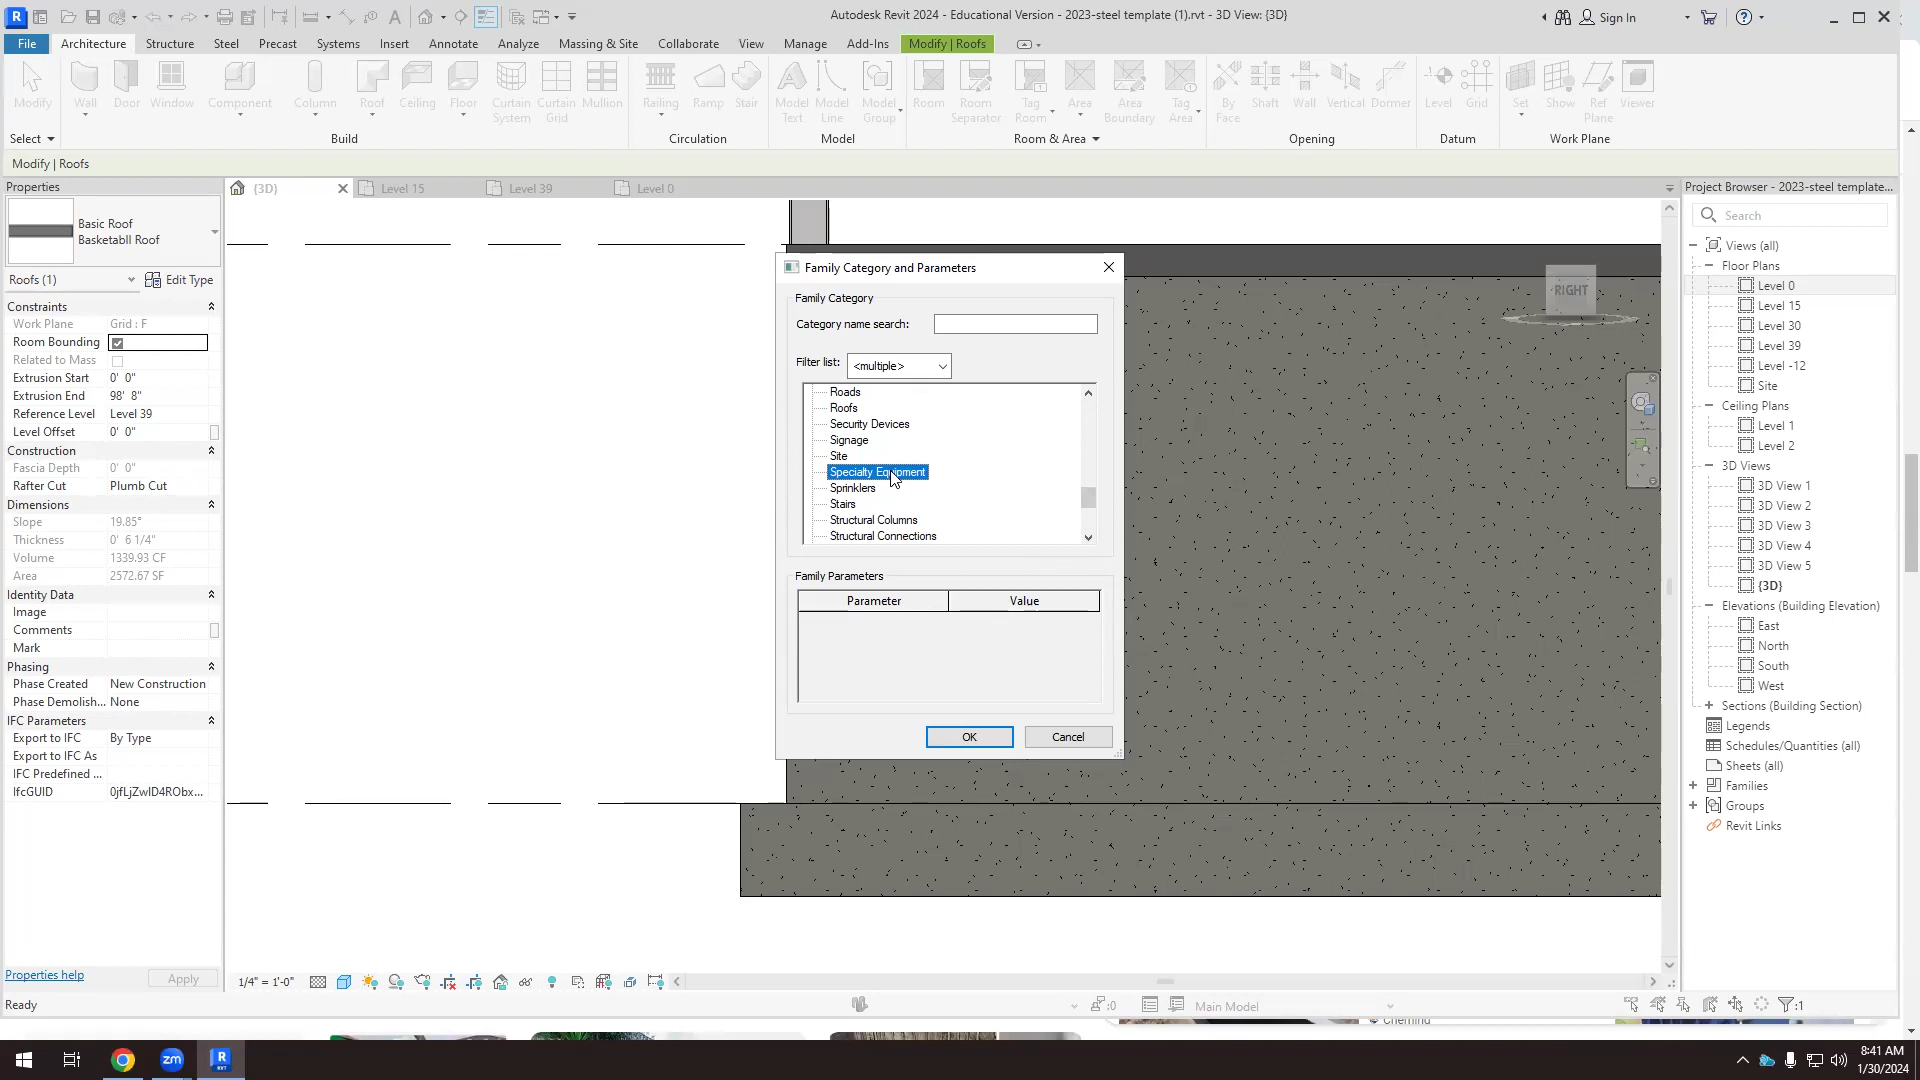 Autodesk Revit 2024 - Educational Version - 2023-steel template (1).rvt - 3D View: {3D}
Sign In
File Architecture Structure Steel Precast Systems Insert Annotate Analyze Massing & Site Collaborate View Manage Add-Ins Modify | Roofs
Modify Wall Door Window Component Column Roof Ceiling Floor Curtain System Curtain Grid Mullion Railing Ramp Stair Model Text Model Line Model Group Room Room Separator Tag Room Area Area Boundary Tag Area By Face Shaft Wall Vertical Dormer Level Grid Set Show Ref Plane Viewer
Select Build Circulation Model Room & Area Opening Datum Work Plane
Modify | Roofs
Properties
{3D} Level 15 Level 39 Level 0
Basic Roof
Basketabll Roof
Roofs (1) Edit Type
Constraints
Work Plane Grid : F
Room Bounding
Related to Mass
Extrusion Start 0' 0"
Extrusion End 98' 8"
Reference Level Level 39
Level Offset 0' 0"
Construction
Fascia Depth 0' 0"
Rafter Cut Plumb Cut
Dimensions
Slope 19.85°
Thickness 0' 6 1/4"
Volume 1339.93 CF
Area 2572.67 SF
Identity Data
Image
Comments
Mark
Phasing
Phase Created New Construction
Phase Demolish... None
IFC Parameters
Export to IFC By Type
Export to IFC As
IFC Predefined ...
IfcGUID 0jfLjZwlD4RObx...
Properties help Apply
Family Category and Parameters
Family Category
Category name search:
Filter list: <multiple>
Roads
Roofs
Security Devices
Signage
Site
Specialty Equipment
Sprinklers
Stairs
Structural Columns
Structural Connections
Family Parameters
Parameter Value
OK Cancel
RIGHT
Project Browser - 2023-steel template...
Search
Views (all)
Floor Plans
Level 0
Level 15
Level 30
Level 39
Level -12
Site
Ceiling Plans
Level 1
Level 2
3D Views
3D View 1
3D View 2
3D View 3
3D View 4
3D View 5
{3D}
Elevations (Building Elevation)
East
North
South
West
Sections (Building Section)
Legends
Schedules/Quantities (all)
Sheets (all)
Families
Groups
Revit Links
1/4" = 1'-0"
Ready
:0
Main Model
:1
zm
R
RVT
8:41 AM
1/30/2024